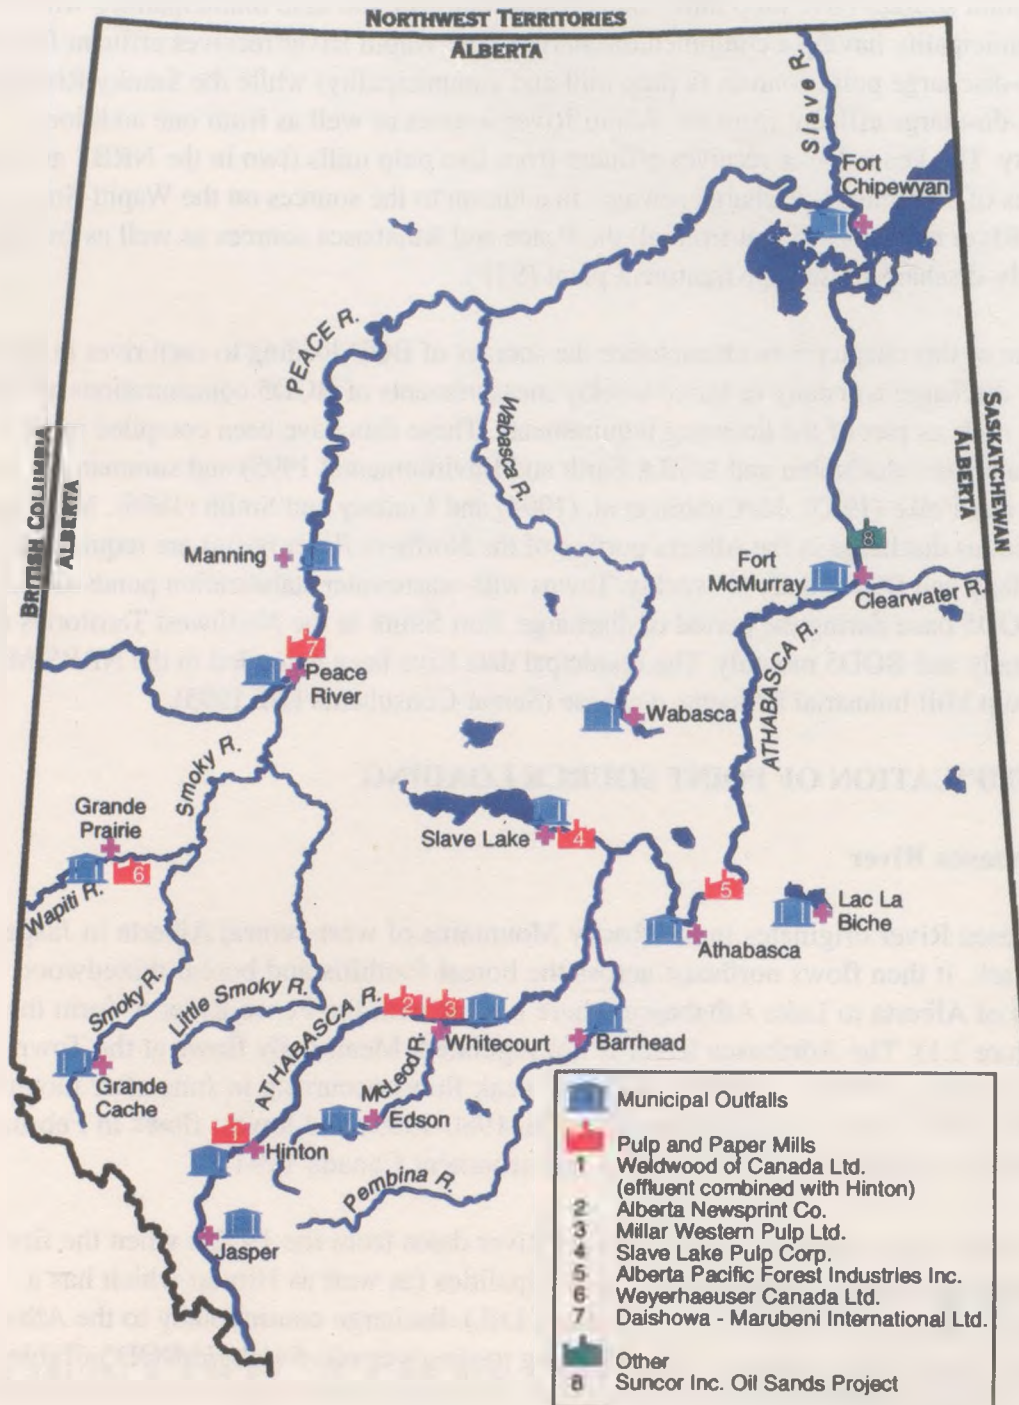 NORTHWEST TERRITORIES
ALBERTA
Slave R.
Fort
Chipewyan
PEACE R.
Wabasca R.
BRITISH COLUMBIA
ALBERTA
SASKATCHEWAN
ALBERTA
Manning
8
Fort
McMurray
Clearwater R.
7
Peace
River
Wabasca
ATHABASCA R.
Smoky R.
Grande
Prairie
Slave Lake
4
6
Wapiti R.
5
Lac La
Biche
Athabasca
Smoky R.
Little Smoky R.
ATHABASCA R.
2
3
Whitecourt
Barrhead
McLeod R.
Grande
Cache
Edson
1
Hinton
Pembina R.
Jasper
Municipal Outfalls
Pulp and Paper Mills
1 Weldwood of Canada Ltd.
(effluent combined with Hinton)
2 Alberta Newsprint Co.
3 Millar Western Pulp Ltd.
4 Slave Lake Pulp Corp.
5 Alberta Pacific Forest Industries Inc.
6 Weyerhaeuser Canada Ltd.
7 Daishowa - Marubeni International Ltd.
Other
8 Suncor Inc. Oil Sands Project